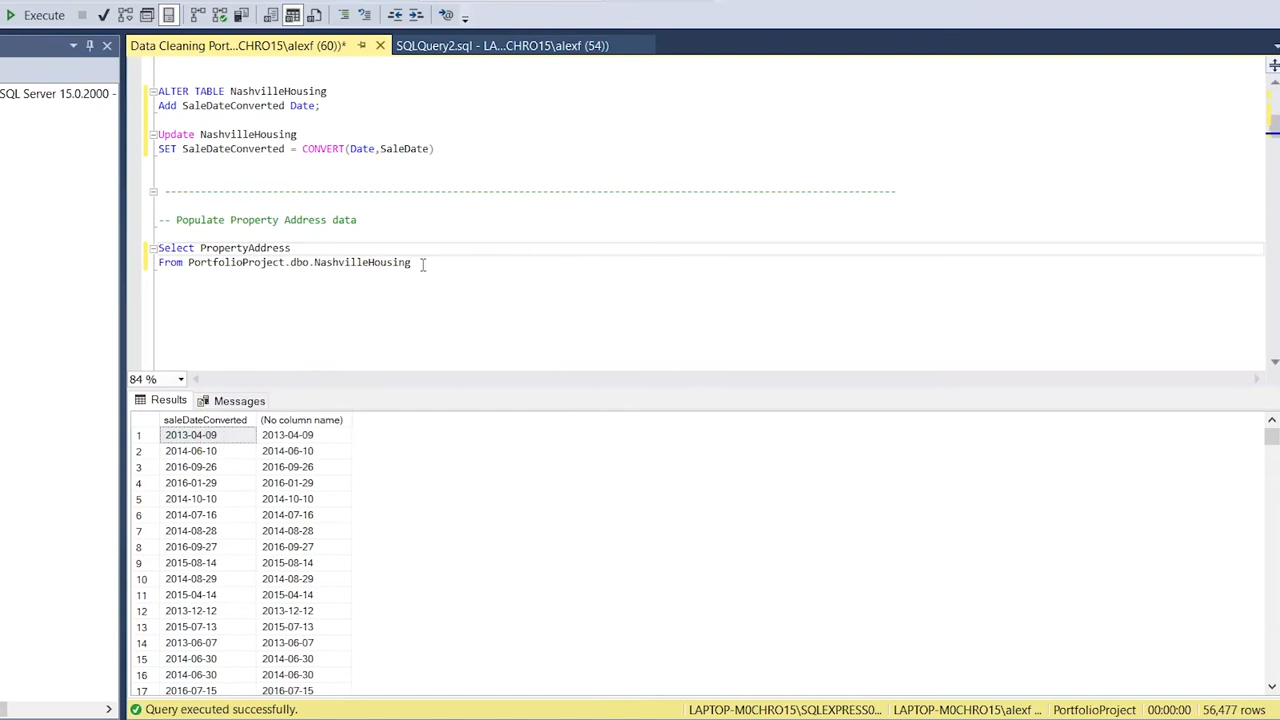 Execute
Data Cleaning Port...CHRO15\alexf (60))*
SQLQuery2.sql - LA...CHRO15\alexf (54))
SQL Server 15.0.2000 -
ALTER TABLE NashvilleHousing
Add SaleDateConverted Date;
Update NashvilleHousing
SET SaleDateConverted = CONVERT(Date,SaleDate)
-- Populate Property Address data
Select PropertyAddress
From PortfolioProject.dbo.NashvilleHousing
84 %
Results
Messages
saleDateConverted (No column name)
1 2013-04-09 2013-04-09
2 2014-06-10 2014-06-10
3 2016-09-26 2016-09-26
4 2016-01-29 2016-01-29
5 2014-10-10 2014-10-10
6 2014-07-16 2014-07-16
7 2014-08-28 2014-08-28
8 2016-09-27 2016-09-27
9 2015-08-14 2015-08-14
10 2014-08-29 2014-08-29
11 2015-04-14 2015-04-14
12 2013-12-12 2013-12-12
13 2015-07-13 2015-07-13
14 2013-06-07 2013-06-07
15 2014-06-30 2014-06-30
16 2014-06-30 2014-06-30
17 2016-07-15 2016-07-15
Query executed successfully.
LAPTOP-M0CHRO15\SQLEXPRESS0...
LAPTOP-M0CHRO15\alexf ...
PortfolioProject
00:00:00
56,477 rows